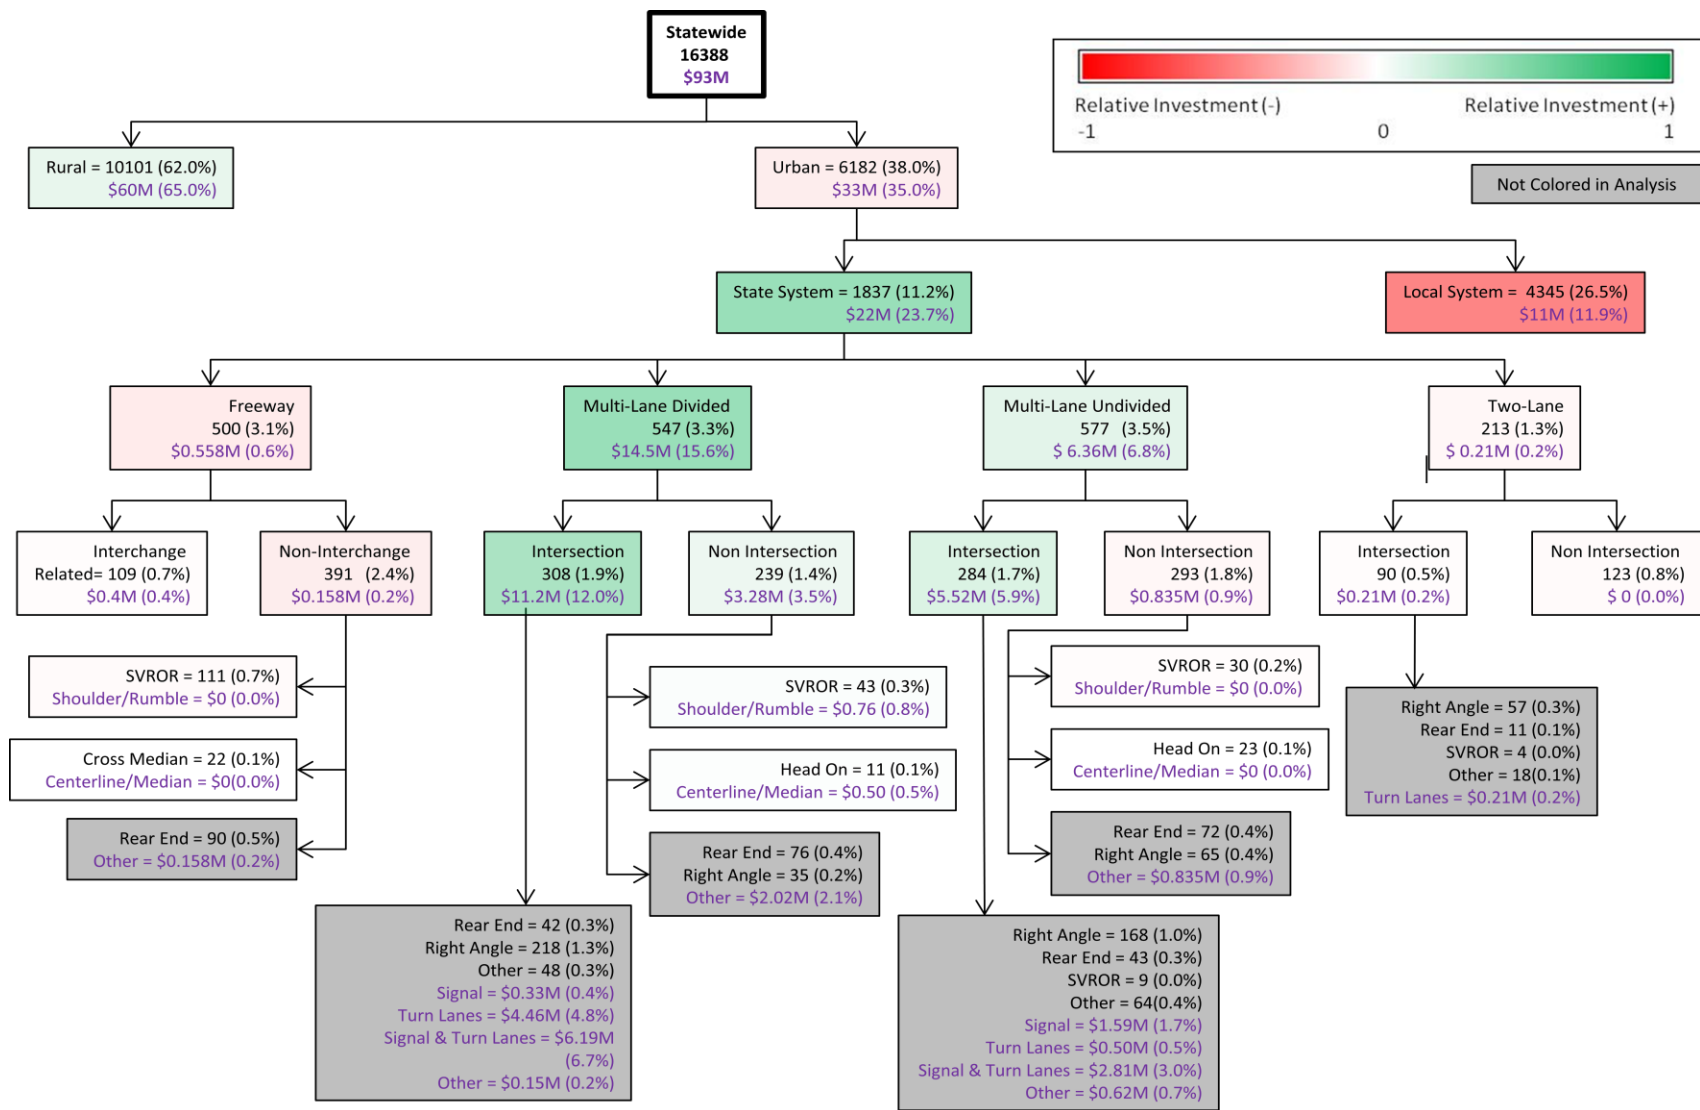 Statewide
16388
$93M
Relative Investment (-)
Relative Investment (+)
-1
0
1
Not Colored in Analysis
Rural = 10101 (62.0%)
$60M (65.0%)
Urban = 6182 (38.0%)
$33M (35.0%)
State System = 1837 (11.2%)
$22M (23.7%)
Local System =  4345 (26.5%)
$11M (11.9%)
Freeway
500 (3.1%)
$0.558M (0.6%)
Multi-Lane Divided
547 (3.3%)
$14.5M (15.6%)
Multi-Lane Undivided
577   (3.5%)
$ 6.36M (6.8%)
Two-Lane
213 (1.3%)
$ 0.21M (0.2%)
Interchange
Related= 109 (0.7%)
$0.4M (0.4%)
Non-Interchange
391   (2.4%)
$0.158M (0.2%)
Intersection
308 (1.9%)
$11.2M (12.0%)
Non Intersection
239 (1.4%)
$3.28M (3.5%)
Intersection
284 (1.7%)
$5.52M (5.9%)
Non Intersection
293 (1.8%)
$0.835M (0.9%)
Intersection
90 (0.5%)
$0.21M (0.2%)
Non Intersection
123 (0.8%)
$ 0 (0.0%)
SVROR = 111 (0.7%)
Shoulder/Rumble = $0 (0.0%)
Cross Median = 22 (0.1%)
Centerline/Median = $0(0.0%)
Rear End = 90 (0.5%)
Other = $0.158M (0.2%)
Rear End = 42 (0.3%)
Right Angle = 218 (1.3%)
Other = 48 (0.3%)
Signal = $0.33M (0.4%)
Turn Lanes = $4.46M (4.8%)
Signal & Turn Lanes = $6.19M
(6.7%)
Other = $0.15M (0.2%)
SVROR = 43 (0.3%)
Shoulder/Rumble = $0.76 (0.8%)
Head On = 11 (0.1%)
Centerline/Median = $0.50 (0.5%)
Rear End = 76 (0.4%)
Right Angle = 35 (0.2%)
Other = $2.02M (2.1%)
Right Angle = 168 (1.0%)
Rear End = 43 (0.3%)
SVROR = 9 (0.0%)
Other = 64(0.4%)
Signal = $1.59M (1.7%)
Turn Lanes = $0.50M (0.5%)
Signal & Turn Lanes = $2.81M (3.0%)
Other = $0.62M (0.7%)
SVROR = 30 (0.2%)
Shoulder/Rumble = $0 (0.0%)
Head On = 23 (0.1%)
Centerline/Median = $0 (0.0%)
Rear End = 72 (0.4%)
Right Angle = 65 (0.4%)
Other = $0.835M (0.9%)
Right Angle = 57 (0.3%)
Rear End = 11 (0.1%)
SVROR = 4 (0.0%)
Other = 18(0.1%)
Turn Lanes = $0.21M (0.2%)